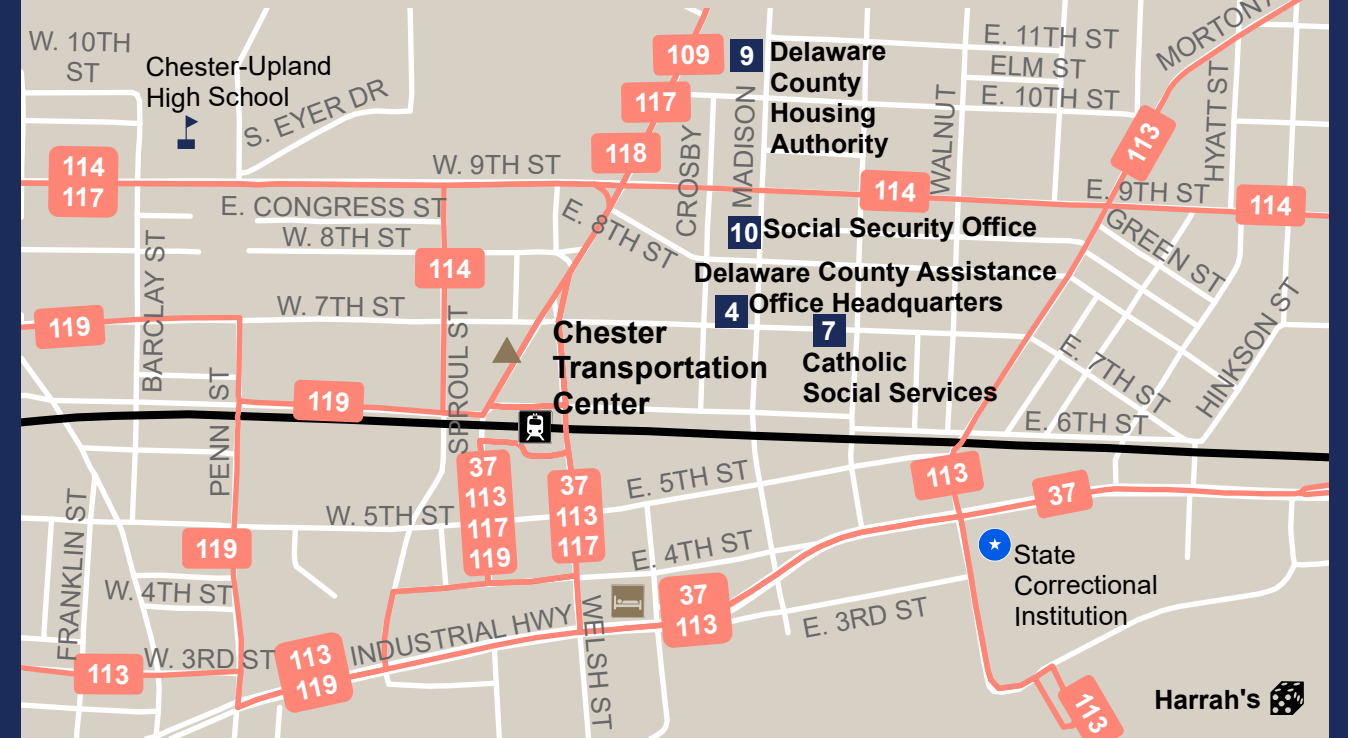 W. 10TH
ST
Chester-Upland
High School
S. EYER DR
109
117
118
9
Delaware
County
Housing
Authority
E. 11TH ST
ELM ST
E. 10TH ST
MORTON A
HYATT ST
113
CROSBY
MADISON
WALNUT
114
117
W. 9TH ST
114
E. 9TH ST
114
E. CONGRESS ST
W. 8TH ST
E. 8TH ST
10
Social Security Office
GREEN ST
BARCLAY ST
114
Delaware County Assistance
Office Headquarters
4
7
Catholic
Social Services
W. 7TH ST
119
SPROUL ST
Chester
Transportation
Center
E. 7TH ST
HINKSON ST
PENN ST
119
E. 6TH ST
37
113
117
119
37
113
117
E. 5TH ST
113
37
FRANKLIN ST
W. 5TH ST
119
E. 4TH ST
State
Correctional
Institution
W. 4TH ST
37
113
E. 3RD ST
INDUSTRIAL HWY
WELSH ST
113
W. 3RD ST
113
119
Harrah's
113